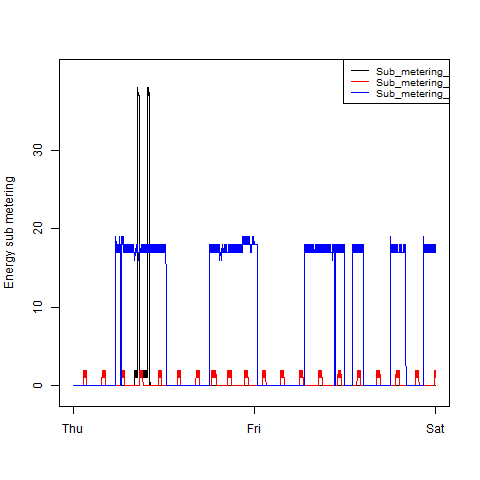 Sub_metering_
Sub_metering_
Sub_metering_
Energy sub metering
30
20
10
0
Thu Fri Sat